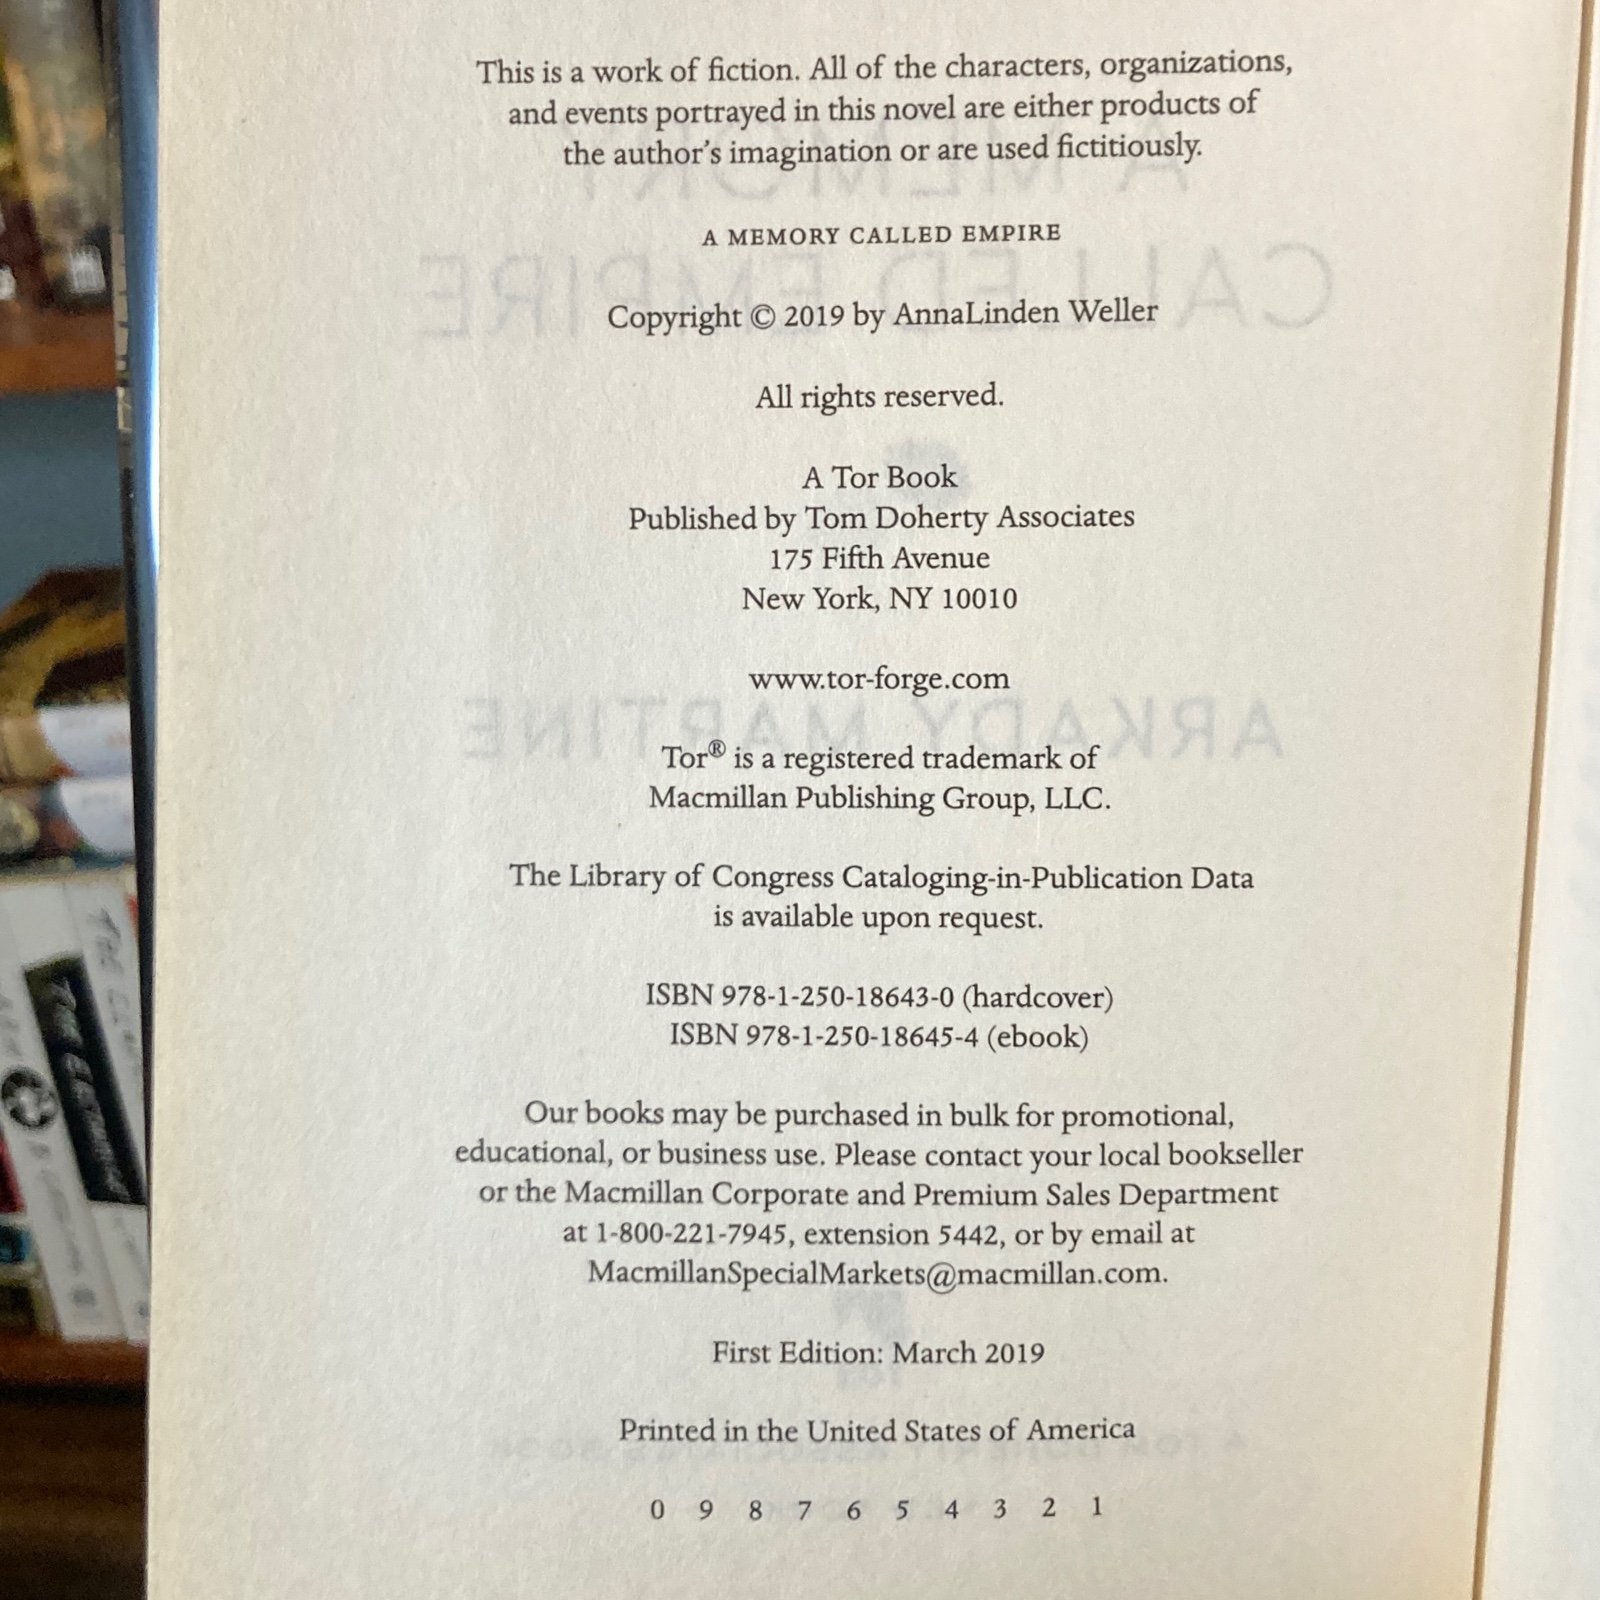 This is a work of fiction. All of the characters, organizations,
and events portrayed in this novel are either products of
the author's imagination or are used fictitiously.
A MEMORY CALLED EMPIRE
Copyright © 2019 by AnnaLinden Weller
All rights reserved.
A Tor Book
Published by Tom Doherty Associates
175 Fifth Avenue
New York, NY 10010
www.tor-forge.com
Tor® is a registered trademark of
Macmillan Publishing Group, LLC.
The Library of Congress Cataloging-in-Publication Data
is available upon request.
ISBN 978-1-250-18643-0 (hardcover)
ISBN 978-1-250-18645-4 (ebook)
Our books may be purchased in bulk for promotional,
educational, or business use. Please contact your local bookseller
or the Macmillan Corporate and Premium Sales Department
at 1-800-221-7945, extension 5442, or by email at
MacmillanSpecialMarkets@macmillan.com.
First Edition: March 2019
Printed in the United States of America
0 9 8 7 6 5 4 3 2 1
A MEMORY
CALLED EMPIRE
ARKADY MARTINE